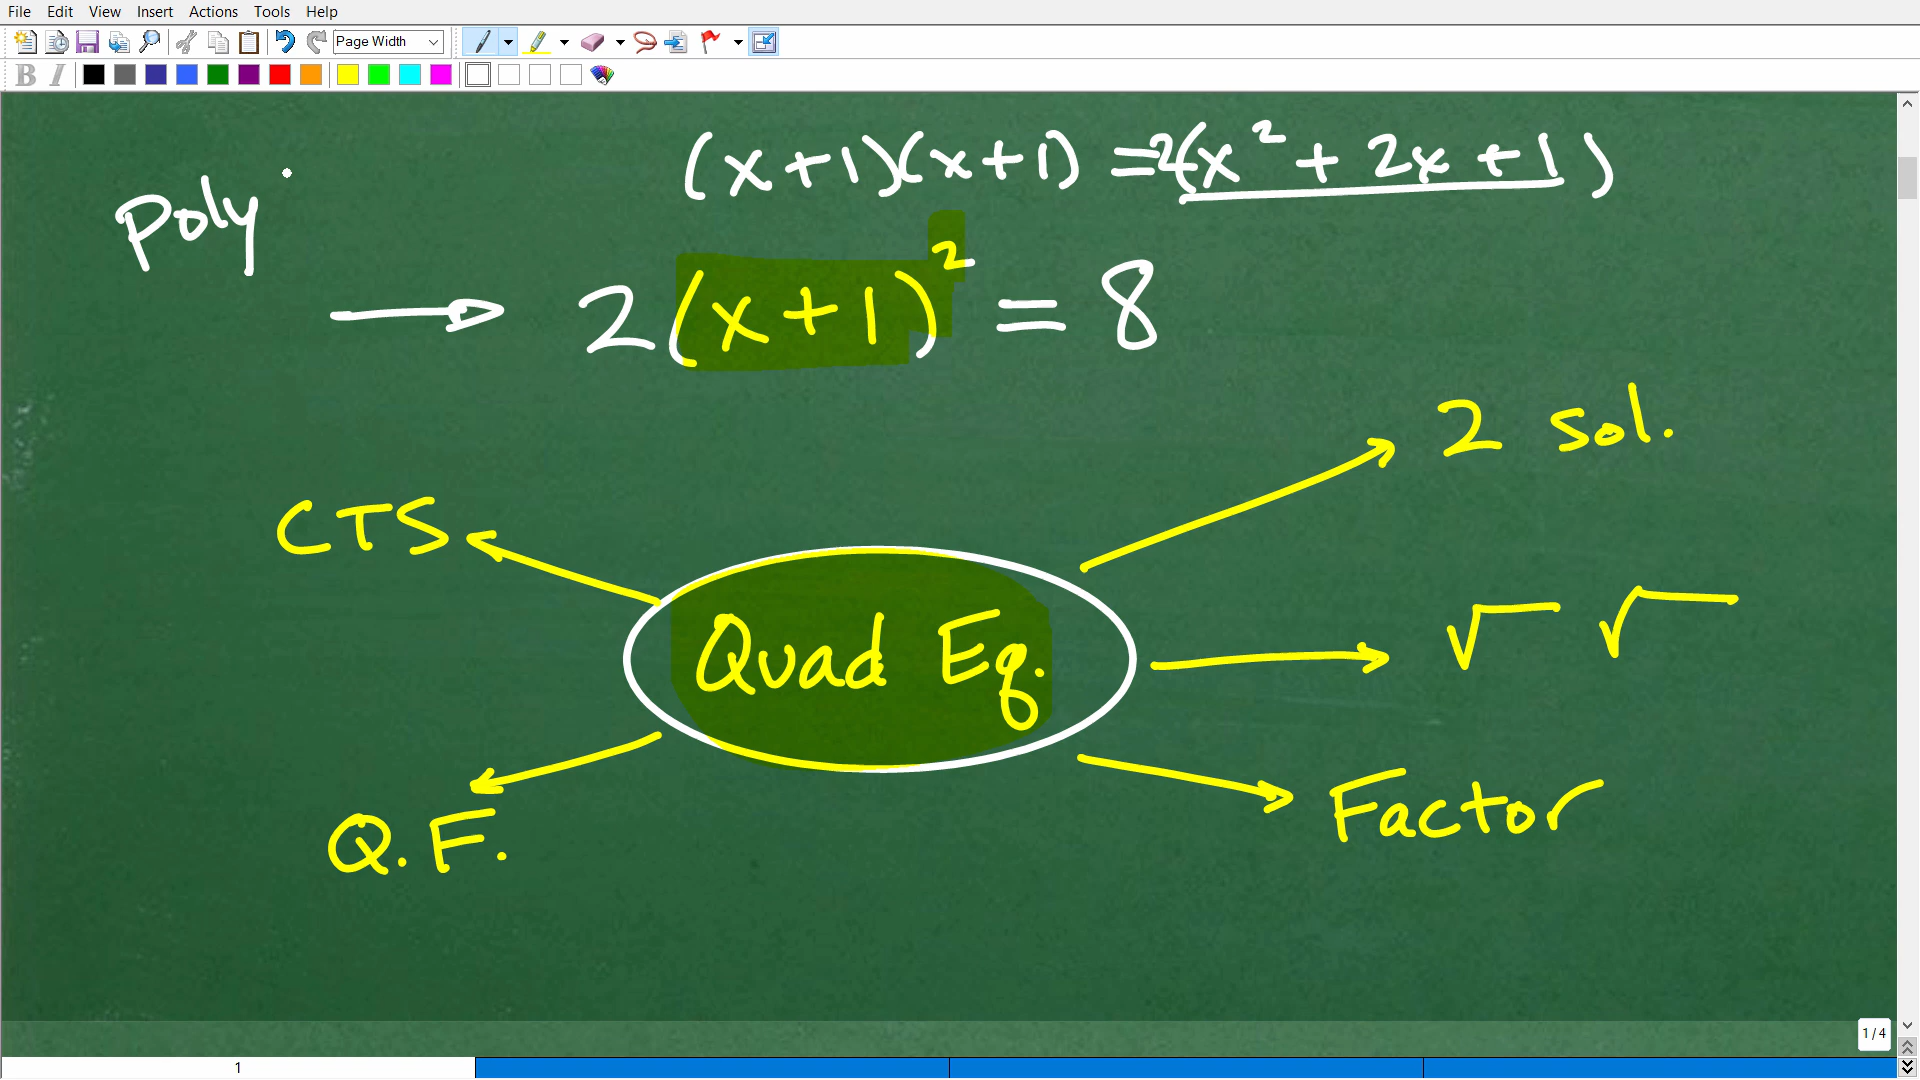 File Edit View Insert Actions Tools Help
Page Width
B I
(x+1)(x+1) = 2(x² + 2x + 1)
Poly
2(x+1)² = 8
2 sol.
CTS
√ √
Quad Eq.
Q.F.
Factor
1 / 4
1